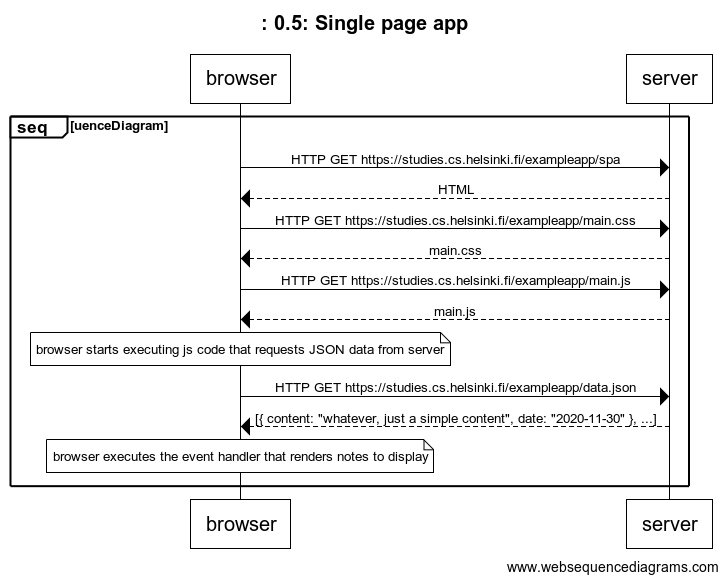 : 0.5: Single page app
browser
server
seq
[uenceDiagram]
HTTP GET https://studies.cs.helsinki.fi/exampleapp/spa
HTML
HTTP GET https://studies.cs.helsinki.fi/exampleapp/main.css
main.css
HTTP GET https://studies.cs.helsinki.fi/exampleapp/main.js
main.js
browser starts executing js code that requests JSON data from server
HTTP GET https://studies.cs.helsinki.fi/exampleapp/data.json
[{ content: "whatever, just a simple content", date: "2020-11-30" }, ...]
browser executes the event handler that renders notes to display
browser
server
www.websequencediagrams.com